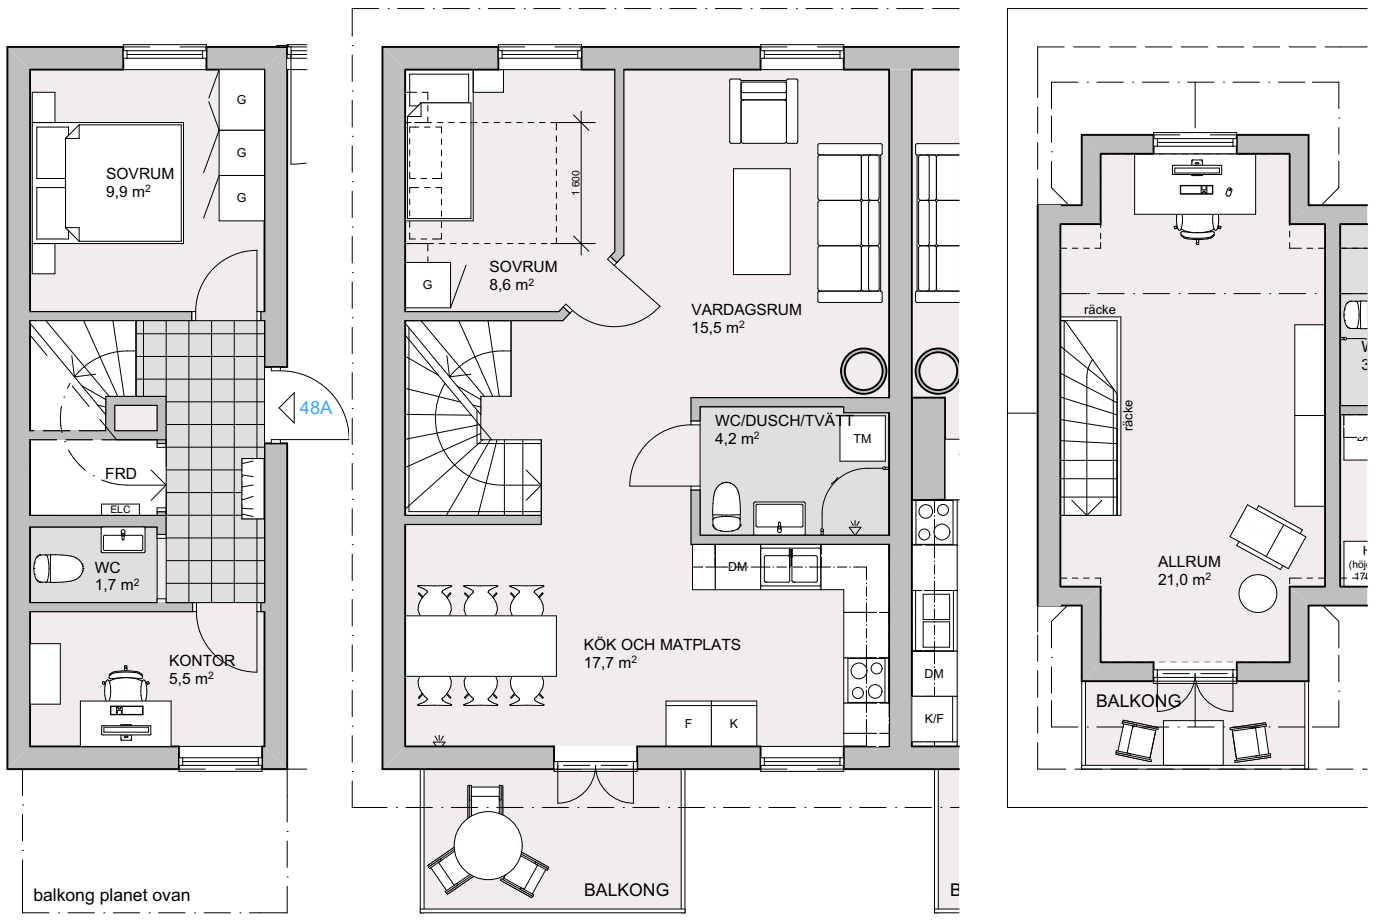 G
SOVRUM
9,9 m²
G
G
48A
FRD
ELC
WC
1,7 m²
KONTOR
5,5 m²
balkong planet ovan
1 600
SOVRUM
8,6 m²
G
VARDAGSRUM
15,5 m²
WC/DUSCH/TVÄTT
4,2 m²
TM
DM
KÖK OCH MATPLATS
17,7 m²
F
K
DM
K/F
BALKONG
B
räcke
räcke
ALLRUM
21,0 m²
BALKONG
3
H
(höj